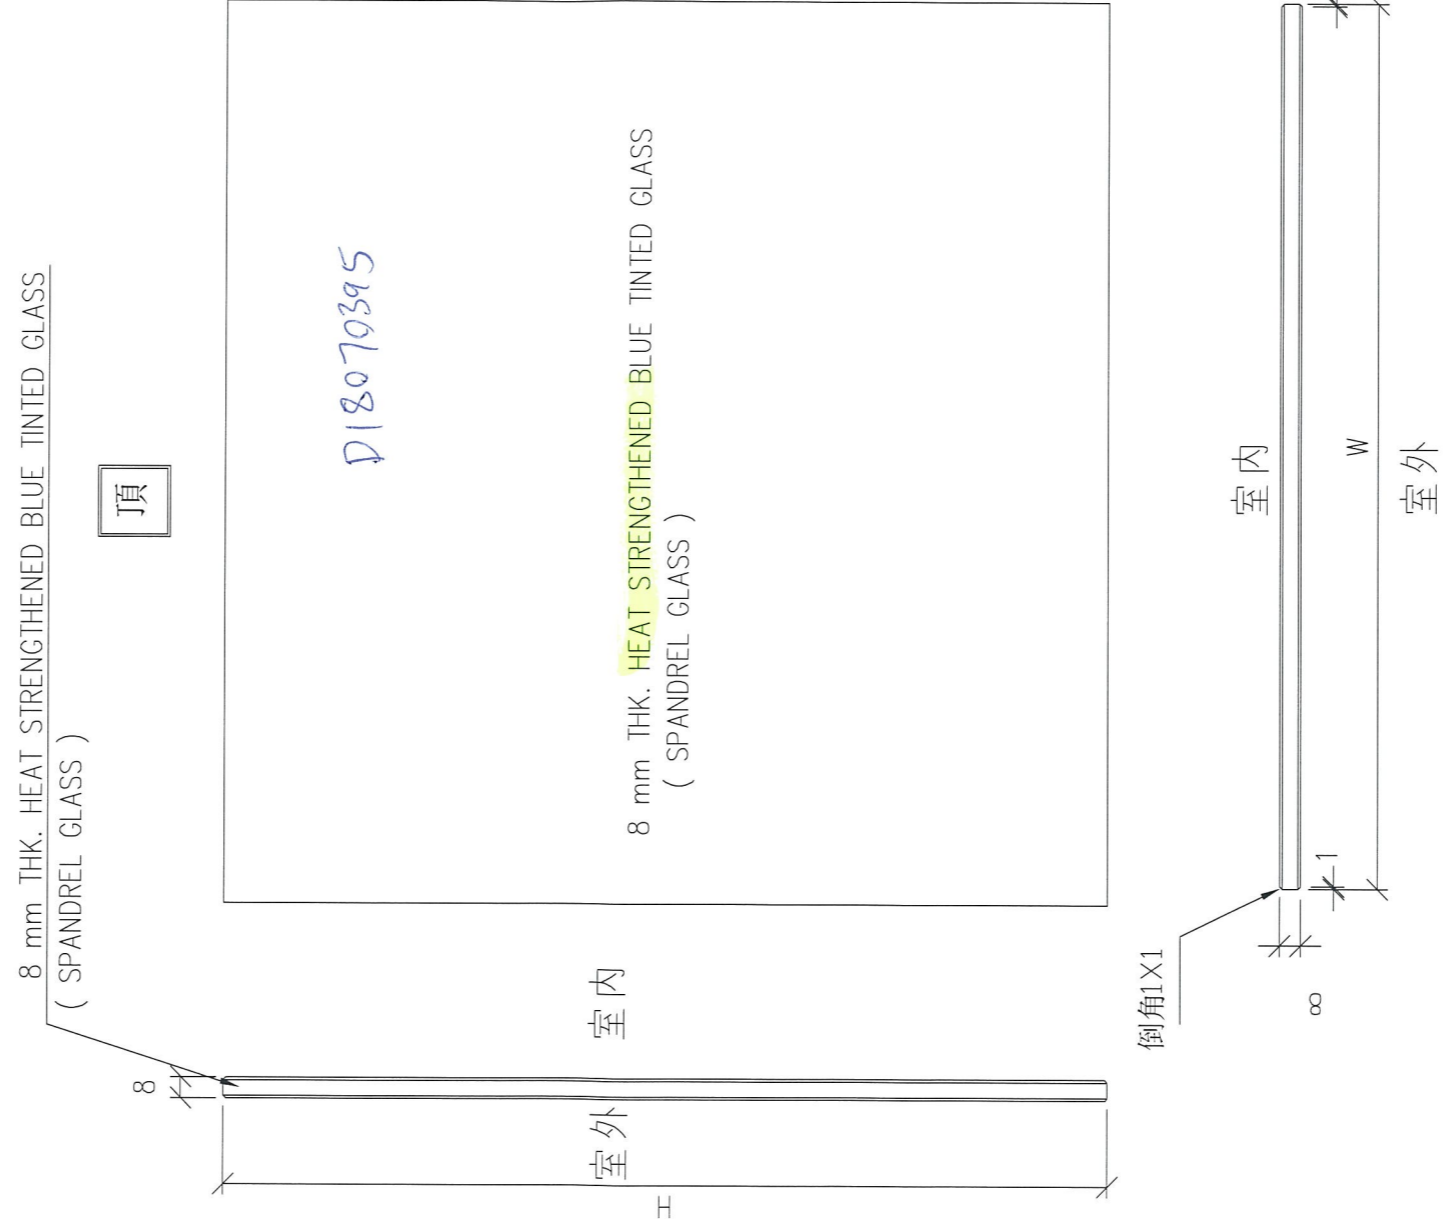 8 mm THK. HEAT STRENGTHENED BLUE TINTED GLASS
( SPANDREL GLASS )
頂
D18070395
8 mm THK. HEAT STRENGTHENED BLUE TINTED GLASS
( SPANDREL GLASS )
8
室外
室内
H
倒角1X1
8
1
室内
W
室外